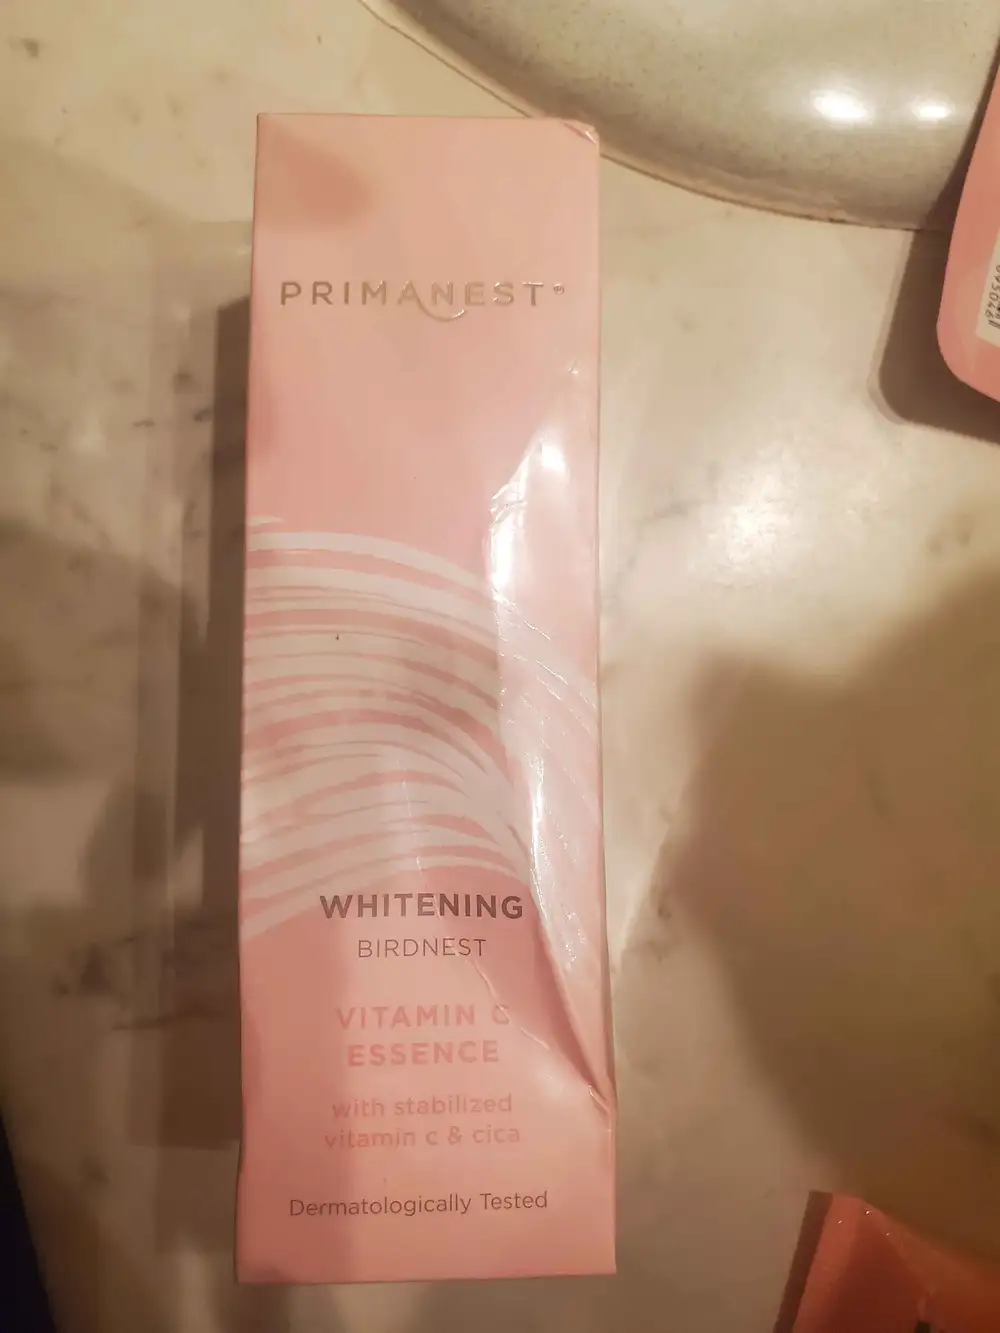 PRIMANEST®
WHITENING
BIRDNEST
VITAMIN C
ESSENCE
with stabilized
vitamin c & cica
Dermatologically Tested